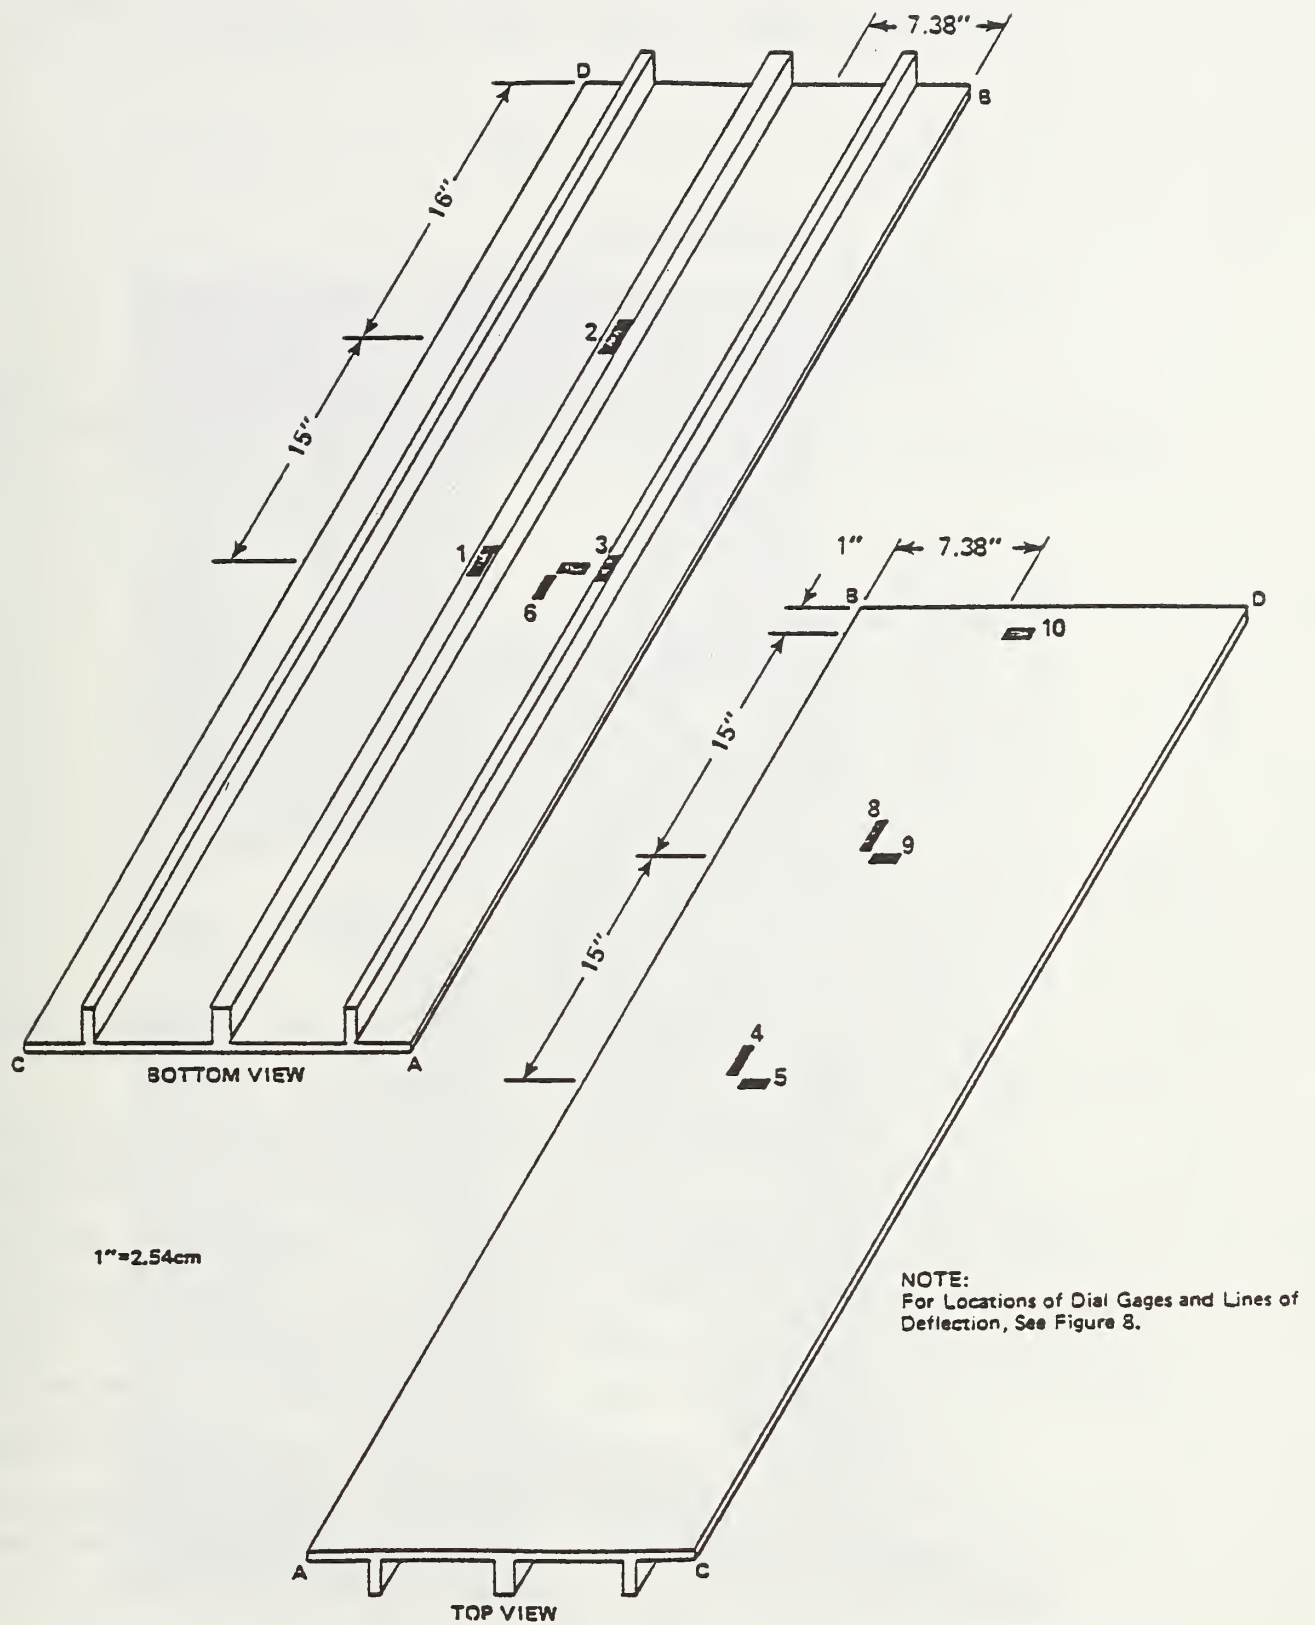 7.38"
D
B
16"
2
15"
1
3
6
C
A
BOTTOM VIEW
1"
7.38"
B
D
10
15"
8
9
15"
4
5
1"=2.54cm
NOTE:
For Locations of Dial Gages and Lines of
Deflection, See Figure 8.
A
C
TOP VIEW